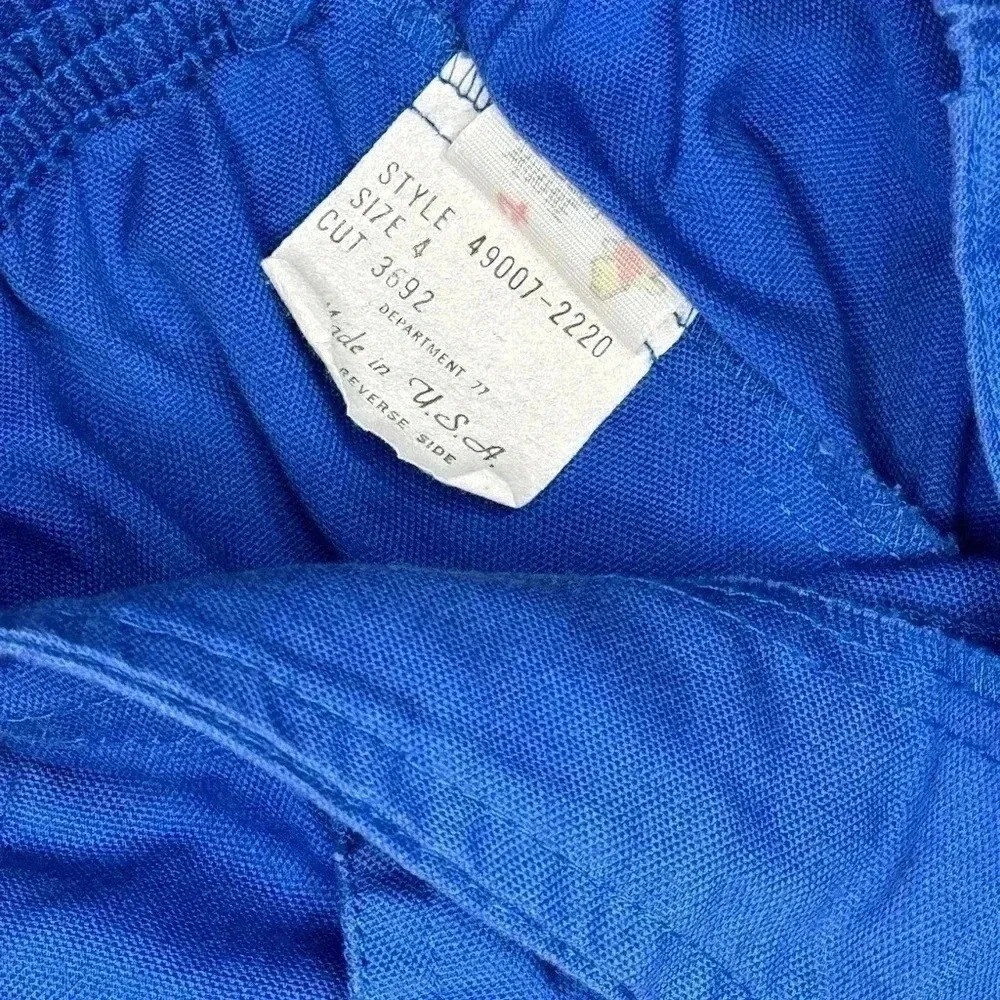 STYLE 49007-2220
SIZE 4
CUT 3692
DEPARTMENT 77
Made in U.S.A.
REVERSE SIDE